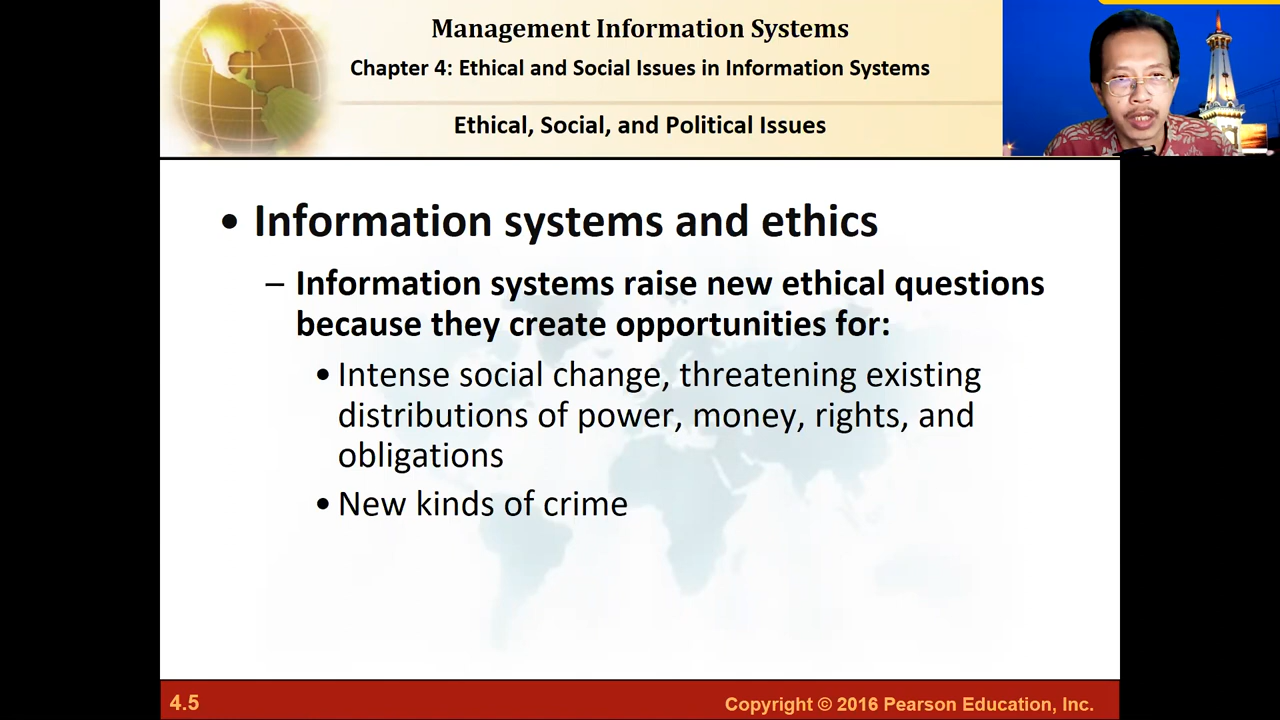 Management Information Systems
Chapter 4: Ethical and Social Issues in Information Systems
Ethical, Social, and Political Issues
• Information systems and ethics
– Information systems raise new ethical questions
because they create opportunities for:
• Intense social change, threatening existing
distributions of power, money, rights, and
obligations
• New kinds of crime
4.5
Copyright © 2016 Pearson Education, Inc.